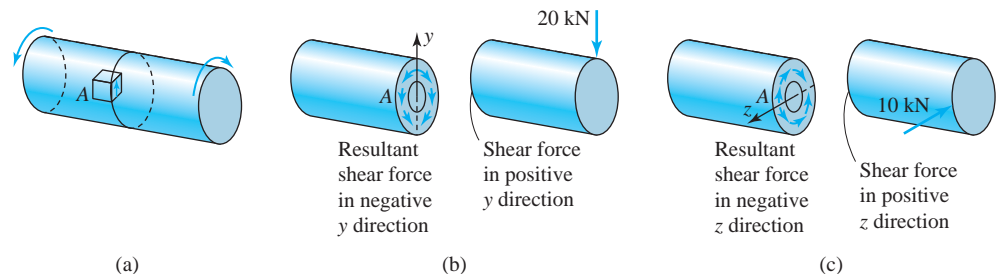 A
(a)
20 kN
y
A
Resultant
shear force
in negative
y direction
Shear force
in positive
y direction
(b)
A
z
10 kN
Resultant
shear force
in negative
z direction
Shear force
in positive
z direction
(c)